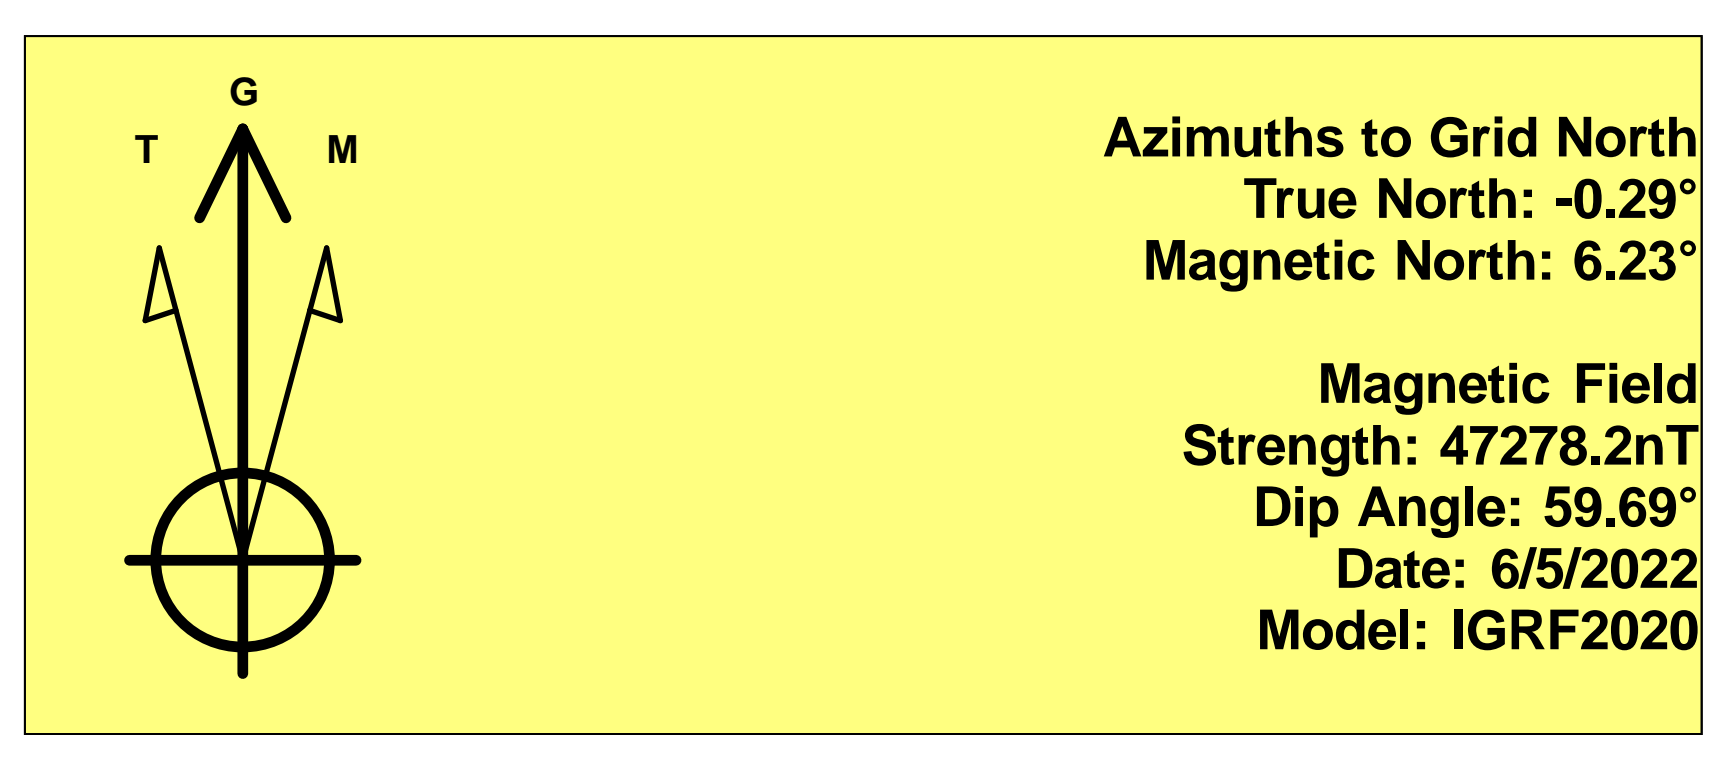 G
T M
Azimuths to Grid North
True North: -0.29°
Magnetic North: 6.23°
Magnetic Field
Strength: 47278.2nT
Dip Angle: 59.69°
Date: 6/5/2022
Model: IGRF2020